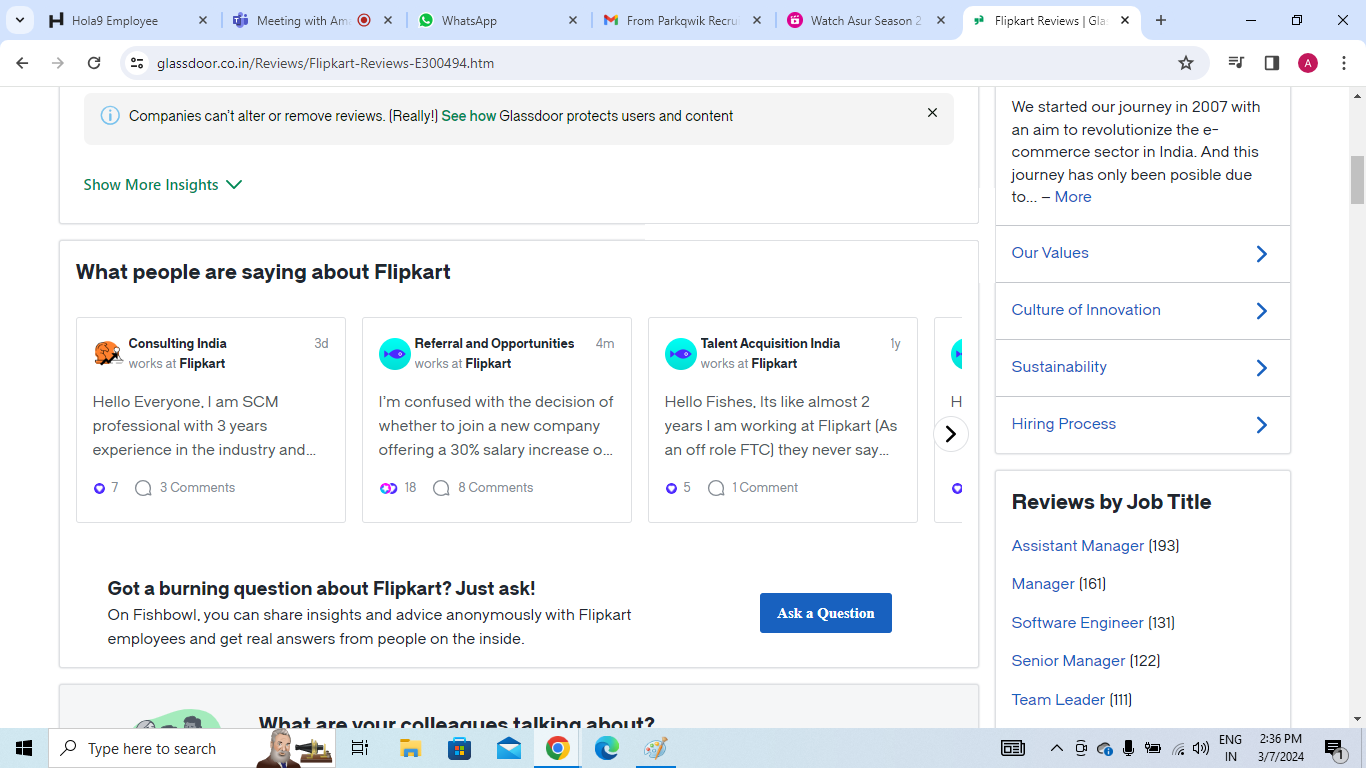 Hola9 Employee
Meeting with Am
WhatsApp
From Parkqwik Recru
Watch Asur Season 2
Flipkart Reviews | Gla
glassdoor.co.in/Reviews/Flipkart-Reviews-E300494.htm
A
Companies can't alter or remove reviews. (Really!) See how Glassdoor protects users and content
Show More Insights
What people are saying about Flipkart
Consulting India 3d
works at Flipkart
Hello Everyone, I am SCM
professional with 3 years
experience in the industry and...
7 3 Comments
Referral and Opportunities 4m
works at Flipkart
I'm confused with the decision of
whether to join a new company
offering a 30% salary increase o...
18 8 Comments
Talent Acquisition India 1y
works at Flipkart
Hello Fishes, Its like almost 2
years I am working at Flipkart (As
an off role FTC) they never say...
5 1 Comment
H
Got a burning question about Flipkart? Just ask!
On Fishbowl, you can share insights and advice anonymously with Flipkart
employees and get real answers from people on the inside.
Ask a Question
What are your colleagues talking about?
We started our journey in 2007 with
an aim to revolutionize the e-
commerce sector in India. And this
journey has only been posible due
to... – More
Our Values
Culture of Innovation
Sustainability
Hiring Process
Reviews by Job Title
Assistant Manager (193)
Manager (161)
Software Engineer (131)
Senior Manager (122)
Team Leader (111)
Type here to search
ENG
IN
2:36 PM
3/7/2024
1